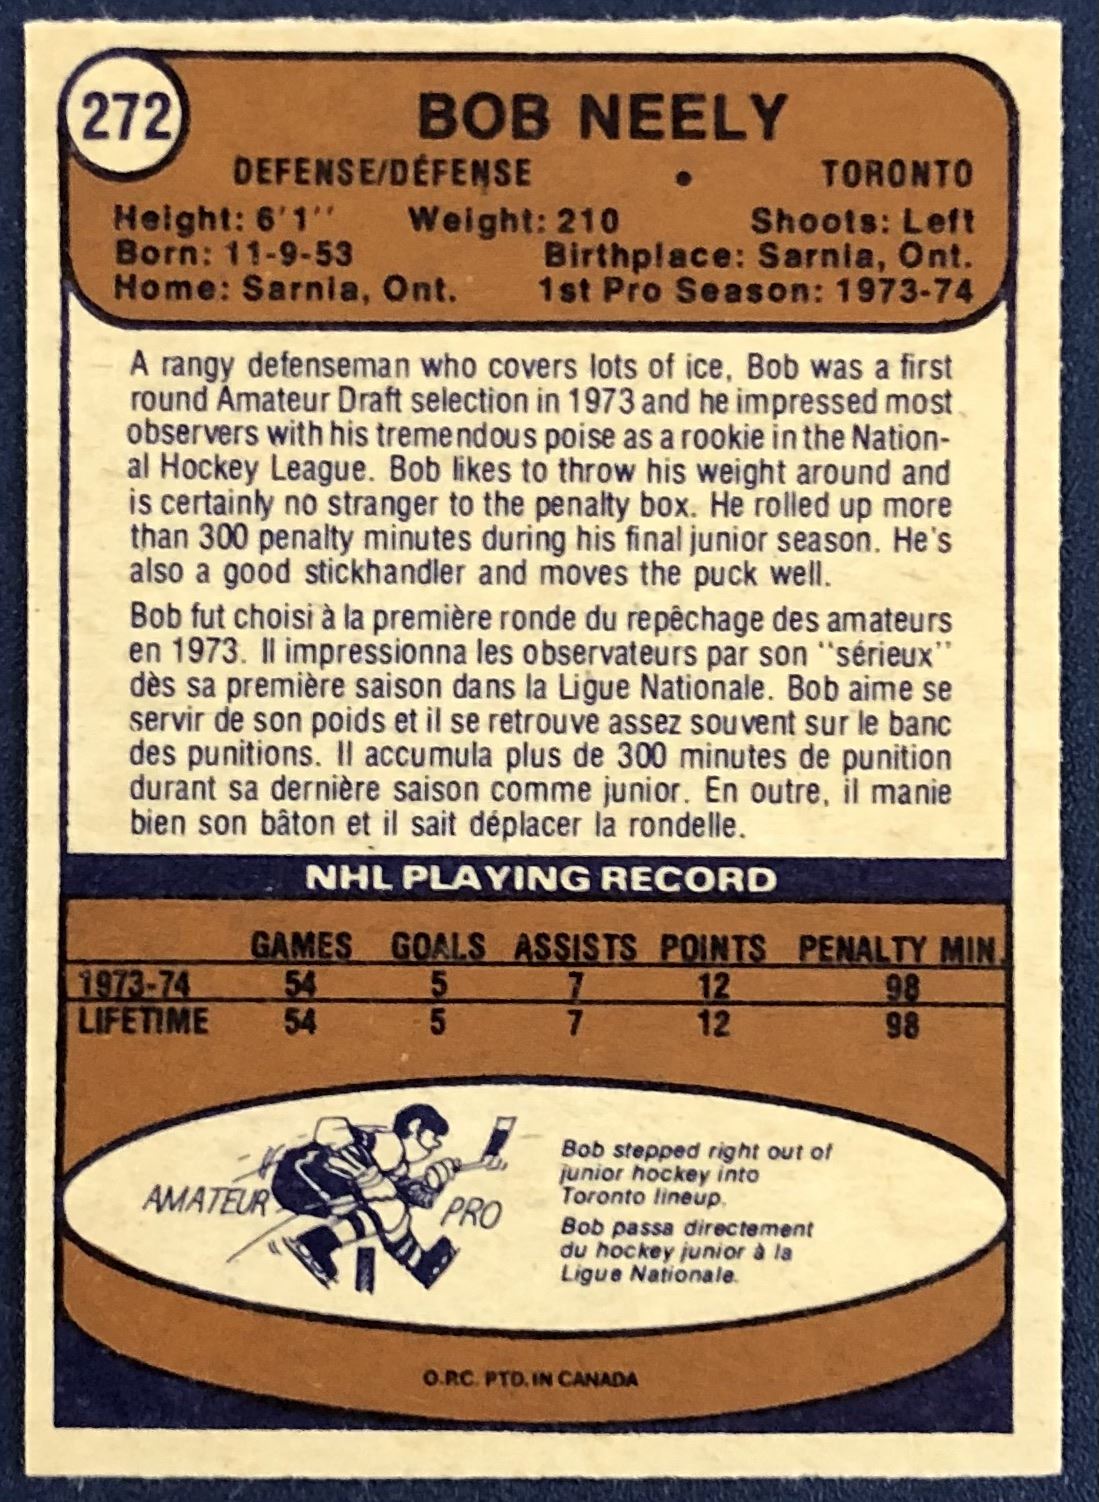 272
BOB NEELY
DEFENSE/DÉFENSE • TORONTO
Height: 6'1'' Weight: 210 Shoots: Left
Born: 11-9-53 Birthplace: Sarnia, Ont.
Home: Sarnia, Ont. 1st Pro Season: 1973-74
A rangy defenseman who covers lots of ice, Bob was a first
round Amateur Draft selection in 1973 and he impressed most
observers with his tremendous poise as a rookie in the Nation-
al Hockey League. Bob likes to throw his weight around and
is certainly no stranger to the penalty box. He rolled up more
than 300 penalty minutes during his final junior season. He's
also a good stickhandler and moves the puck well.
Bob fut choisi à la première ronde du repêchage des amateurs
en 1973. Il impressionna les observateurs par son ''sérieux''
dès sa première saison dans la Ligue Nationale. Bob aime se
servir de son poids et il se retrouve assez souvent sur le banc
des punitions. Il accumula plus de 300 minutes de punition
durant sa dernière saison comme junior. En outre, il manie
bien son bâton et il sait déplacer la rondelle.
NHL PLAYING RECORD
GAMES GOALS ASSISTS POINTS PENALTY MIN.
1973-74 54 5 7 12 98
LIFETIME 54 5 7 12 98
AMATEUR PRO
Bob stepped right out of
junior hockey into
Toronto lineup.
Bob passa directement
du hockey junior à la
Ligue Nationale.
O.P.C. PTD. IN CANADA